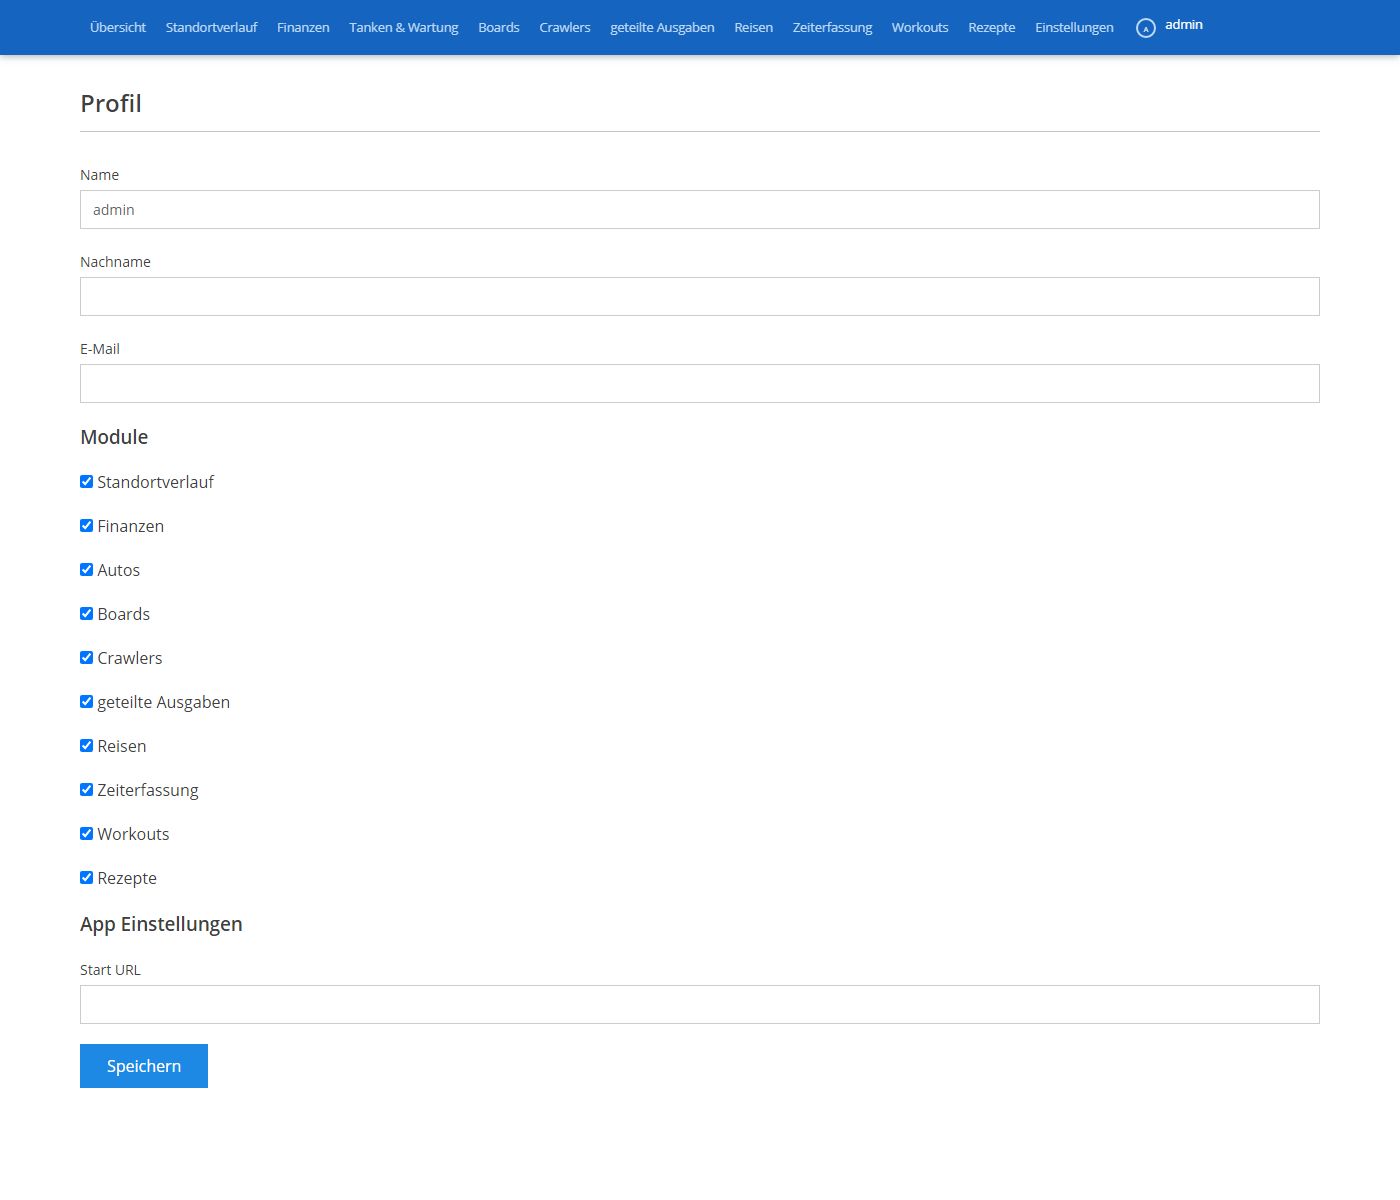 Übersicht Standortverlauf Finanzen Tanken & Wartung Boards Crawlers geteilte Ausgaben Reisen Zeiterfassung Workouts Rezepte Einstellungen A admin
Profil
Name
admin
Nachname
E-Mail
Module
Standortverlauf
Finanzen
Autos
Boards
Crawlers
geteilte Ausgaben
Reisen
Zeiterfassung
Workouts
Rezepte
App Einstellungen
Start URL
Speichern